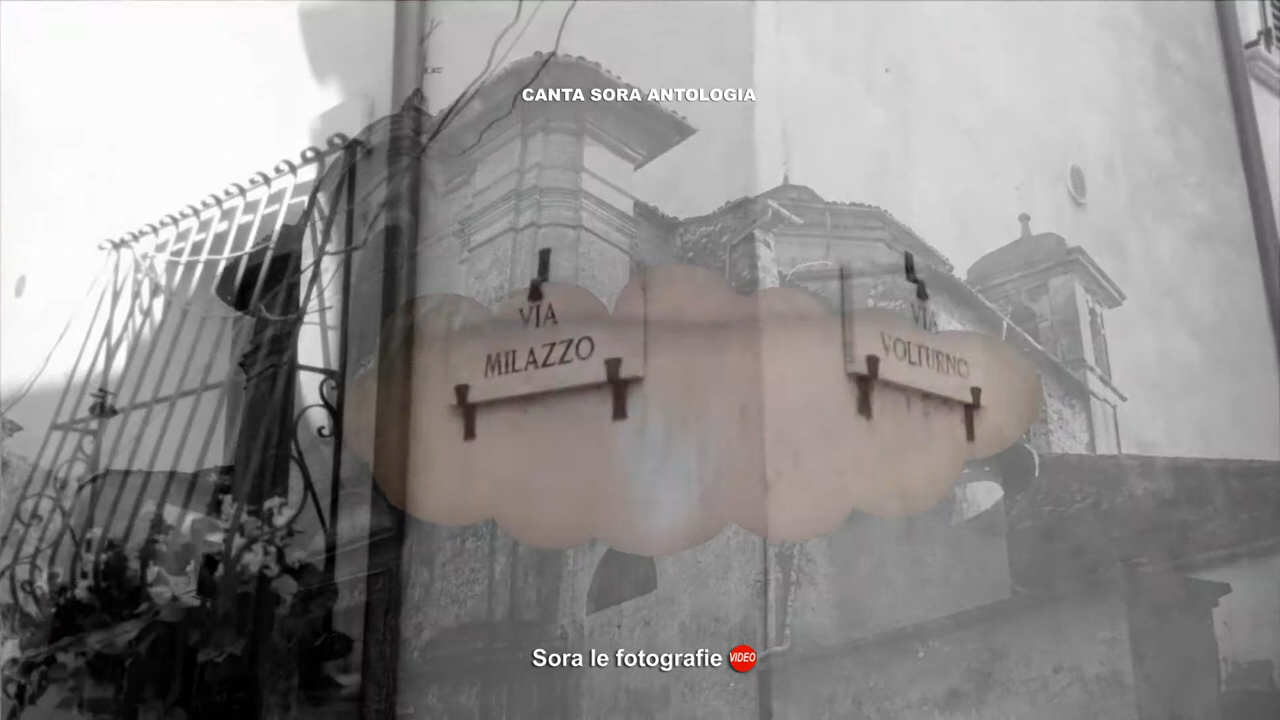 CANTA SORA ANTOLOGIA
VIA
MILAZZO
VIA
VOLTURNO
Sora le fotografie VIDEO